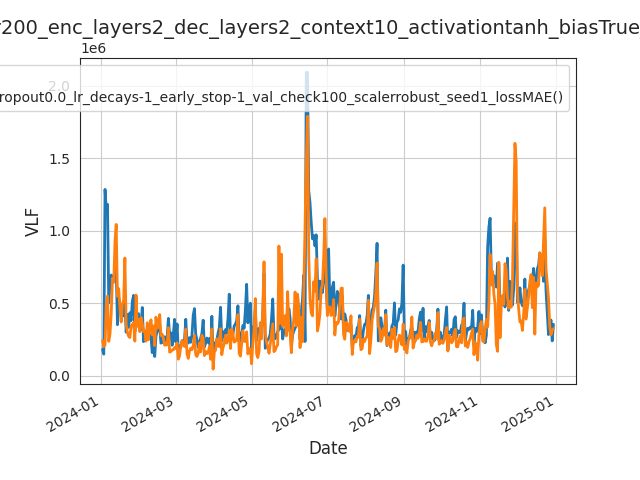 r200_enc_layers2_dec_layers2_context10_activationtanh_biasTrue
1e6
2.0
ropout0.0_lr_decays-1_early_stop-1_val_check100_scalerrobust_seed1_lossMAE()
1.5
1.0
0.5
0.0
VLF
2024-01
2024-03
2024-05
2024-07
2024-09
2024-11
2025-01
Date